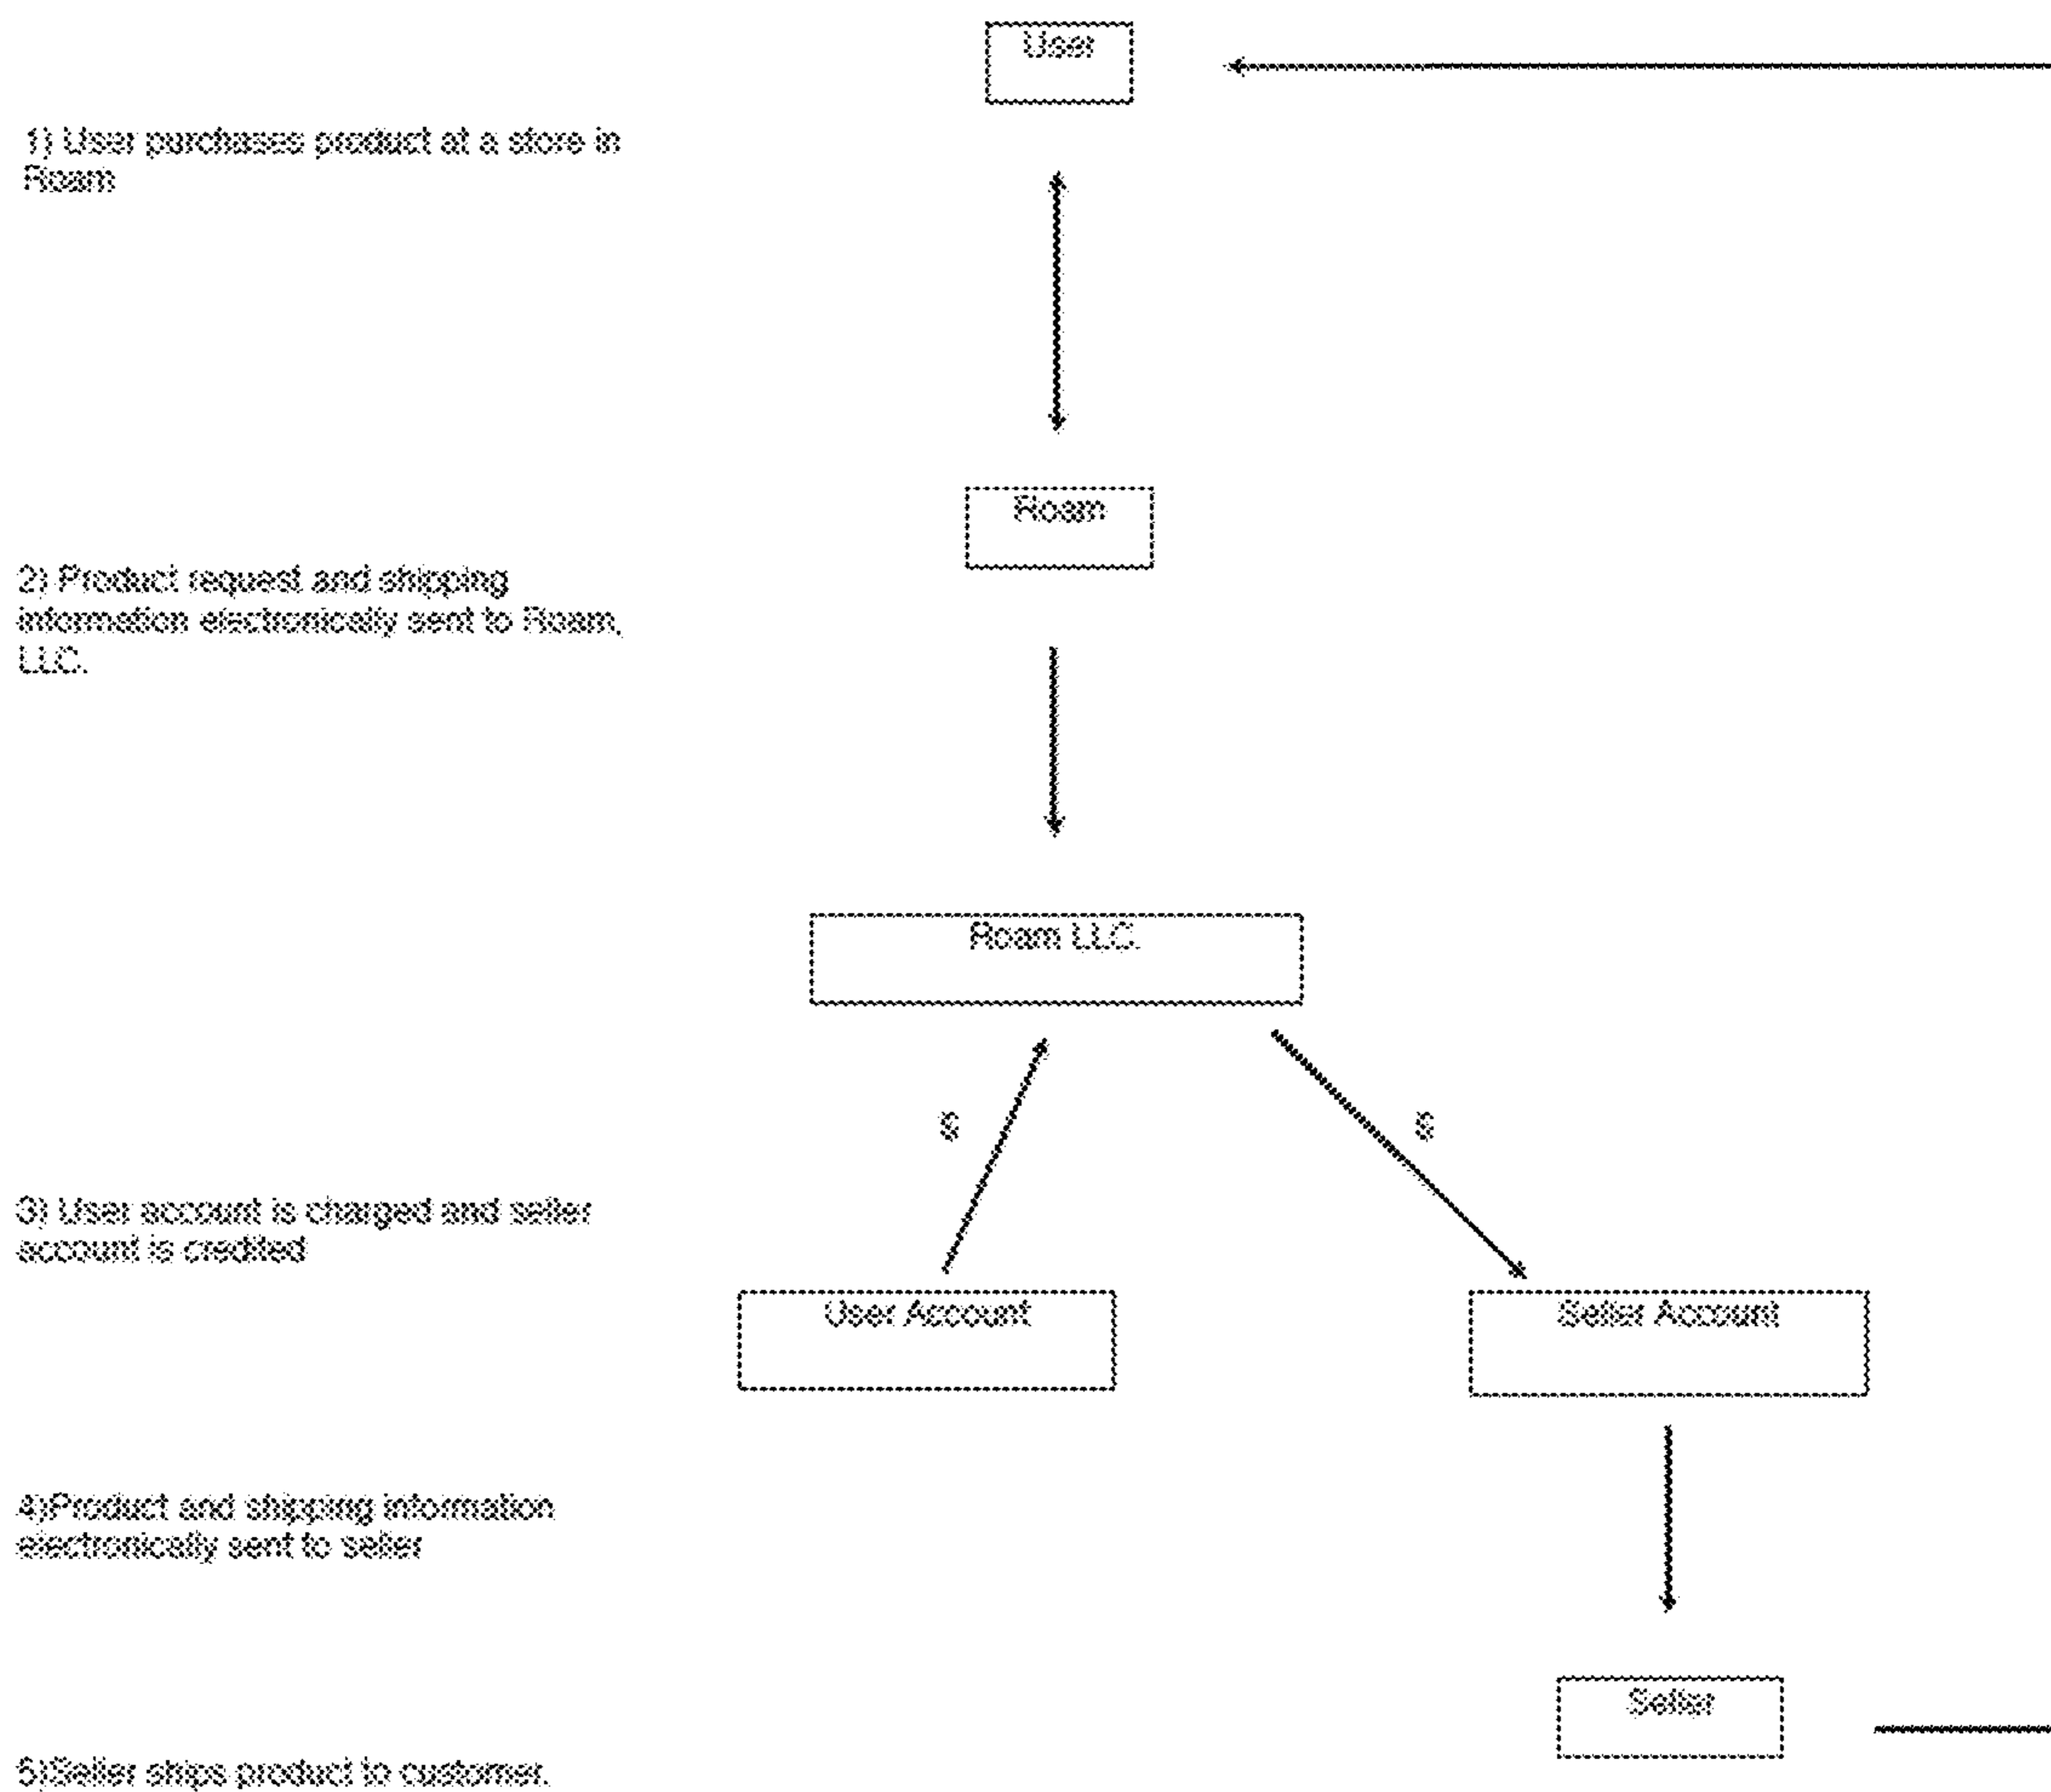 User
1) User purchases product at a store in
Roam
Roam
2) Product request and shipping
information electronically sent to Roam,
LLC.
Roam LLC.
$
$
3) User account is charged and seller
account is credited
User Account
Seller Account
4)Product and shipping information
electronically sent to seller
Seller
5)Seller ships product to customer.